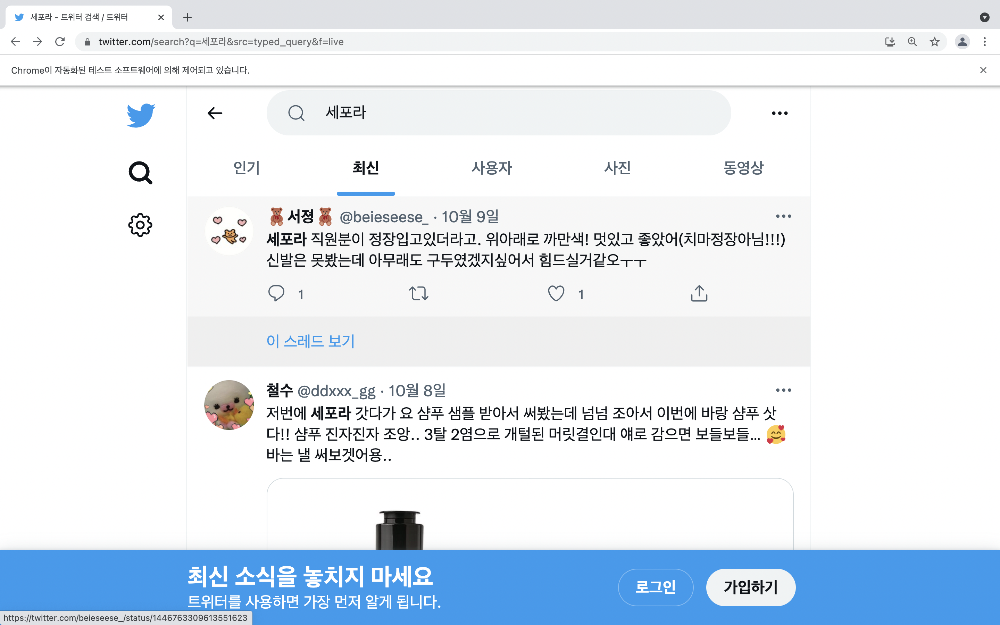 세포라 - 트위터 검색 / 트위터
twitter.com/search?q=세포라&src=typed_query&f=live
Chrome이 자동화된 테스트 소프트웨어에 의해 제어되고 있습니다.
세포라
인기 최신 사용자 사진 동영상
🧸서졍🧸 @beieseese_ · 10월 9일
세포라 직원분이 정장입고있더라고. 위아래로 까만색! 멋있고 좋았어(치마정장아님!!!)
신발은 못봤는데 아무래도 구두였겠지싶어서 힘드실거같오ㅜㅜ
1 1
이 스레드 보기
철수 @ddxxx_gg · 10월 8일
저번에 세포라 갓다가 요 샴푸 샘플 받아서 써봤는데 넘넘 조아서 이번에 바랑 샴푸 삿
다!! 샴푸 진자진자 조앙.. 3탈 2염으로 개털된 머릿결인대 얘로 감으면 보들보들... 🥰
바는 낼 써보겟어용..
최신 소식을 놓치지 마세요
트위터를 사용하면 가장 먼저 알게 됩니다.
로그인 가입하기
https://twitter.com/beieseese_/status/1446763309613551623